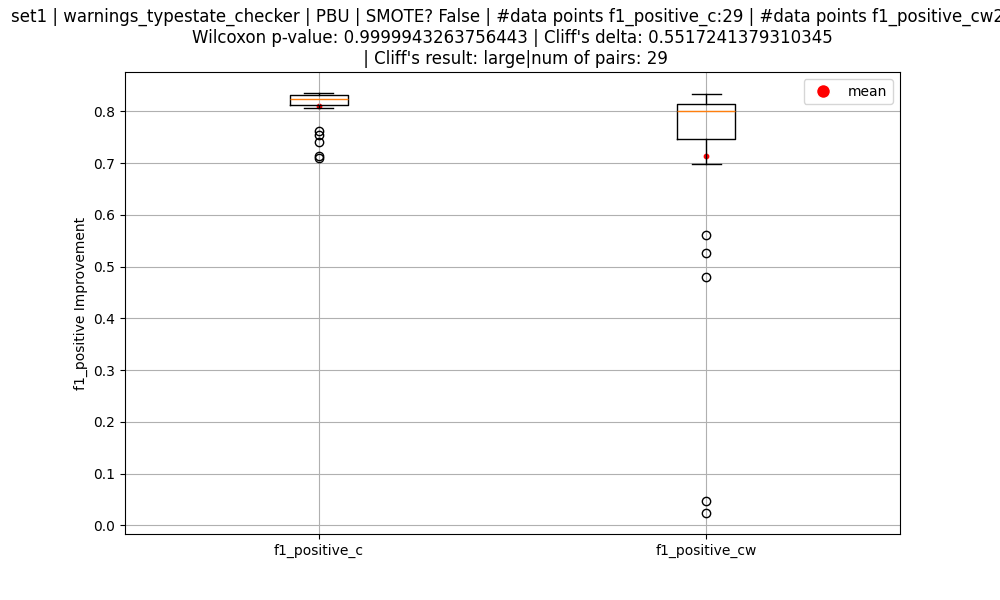 set1 | warnings_typestate_checker | PBU | SMOTE? False | #data points f1_positive_c:29 | #data points f1_positive_cw2
Wilcoxon p-value: 0.9999943263756443 | Cliff's delta: 0.5517241379310345
| Cliff's result: large|num of pairs: 29
mean
0.8
0.7
0.6
0.5
0.4
0.3
0.2
0.1
0.0
f1_positive Improvement
f1_positive_c
f1_positive_cw